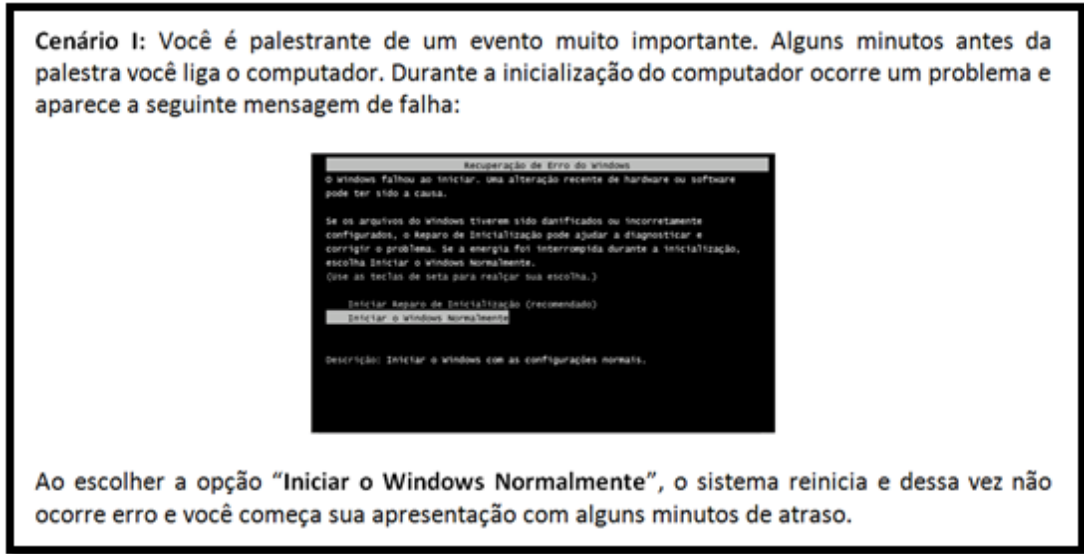 Cenário I: Você é palestrante de um evento muito importante. Alguns minutos antes da
palestra você liga o computador. Durante a inicialização do computador ocorre um problema e
aparece a seguinte mensagem de falha:
Recuperação de Erro do Windows
O Windows falhou ao iniciar. Uma alteração recente de hardware ou software
pode ter sido a causa.
Se os arquivos do Windows tiverem sido danificados ou incorretamente
configurados, o Reparo de Inicialização pode ajudar a diagnosticar e
corrigir o problema. Se a energia foi interrompida durante a inicialização,
escolha Iniciar o Windows Normalmente.
(Use as teclas de seta para realçar sua escolha.)
Iniciar Reparo de Inicialização (recomendado)
Iniciar o Windows Normalmente
Descrição: Iniciar o Windows com as configurações normais.
Ao escolher a opção “Iniciar o Windows Normalmente”, o sistema reinicia e dessa vez não
ocorre erro e você começa sua apresentação com alguns minutos de atraso.